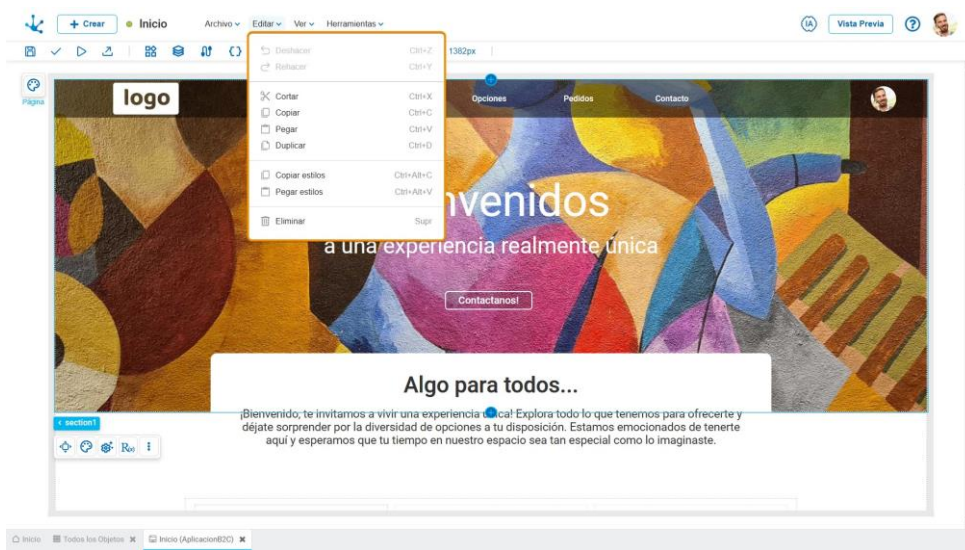 + Crear
Inicio
Archivo
Editar
Ver
Herramientas
IA
Vista Previa
?
1382px
Deshacer Ctrl+Z
Rehacer Ctrl+Y
Cortar Ctrl+X
Copiar Ctrl+C
Pegar Ctrl+V
Duplicar Ctrl+D
Copiar estilos Ctrl+Alt+C
Pegar estilos Ctrl+Alt+V
Eliminar Supr
Página
logo
Opciones
Pedidos
Contacto
nvenidos
a una experiencia realmente única
Contactanos!
Algo para todos...
¡Bienvenido, te invitamos a vivir una experiencia única! Explora todo lo que tenemos para ofrecerte y
déjate sorprender por la diversidad de opciones a tu disposición. Estamos emocionados de tenerte
aquí y esperamos que tu tiempo en nuestro espacio sea tan especial como lo imaginaste.
< section1
R(x)
Inicio
Todos los Objetos
Inicio (AplicacionB2C)